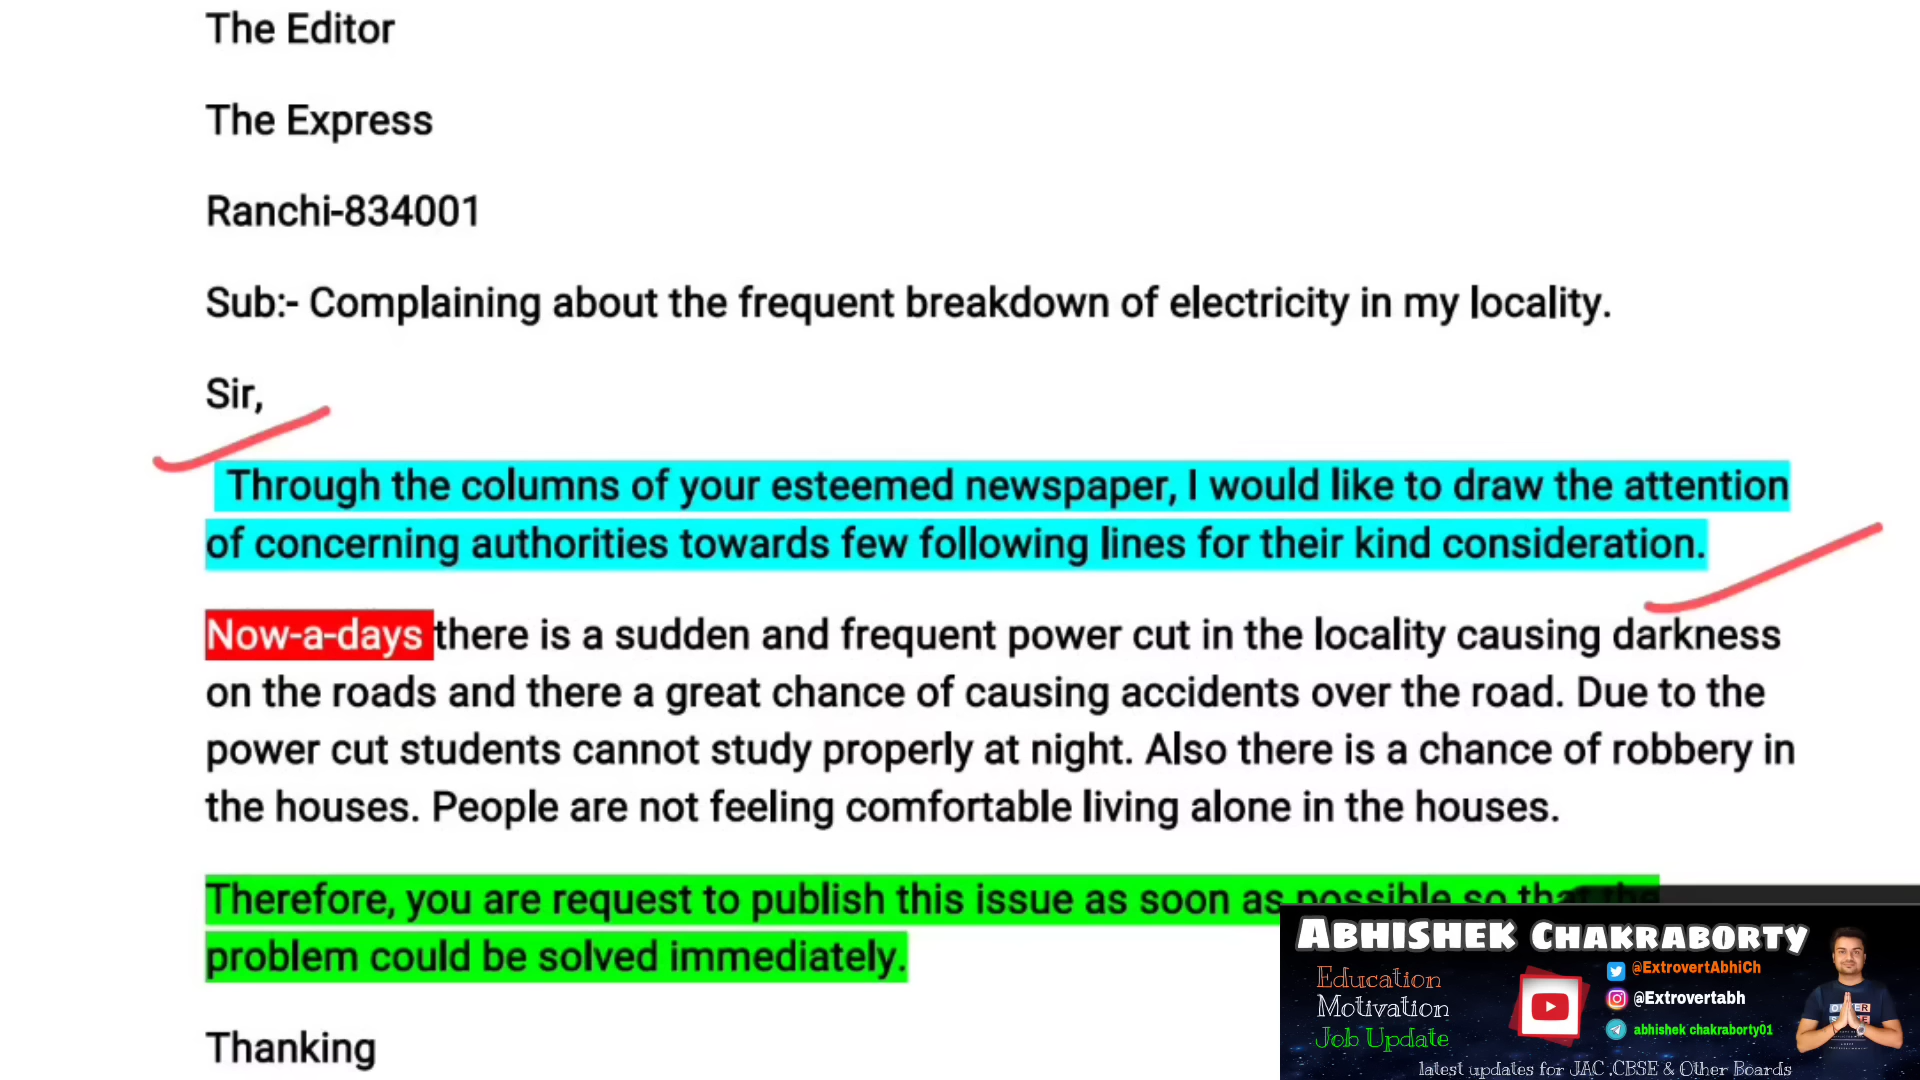 The Editor
The Express
Ranchi-834001
Sub:- Complaining about the frequent breakdown of electricity in my locality.
Sir,
Through the columns of your esteemed newspaper, I would like to draw the attention
of concerning authorities towards few following lines for their kind consideration.
Now-a-days there is a sudden and frequent power cut in the locality causing darkness
on the roads and there a great chance of causing accidents over the road. Due to the
power cut students cannot study properly at night. Also there is a chance of robbery in
the houses. People are not feeling comfortable living alone in the houses.
Therefore, you are request to publish this issue as soon as possible so that the
problem could be solved immediately.
Thanking
ABHISHEK CHAKRABORTY
Education
Motivation
Job Update
@ExtrovertAbhiCh
@Extrovertabh
abhishek chakraborty01
latest updates for JAC ,CBSE & Other Boards